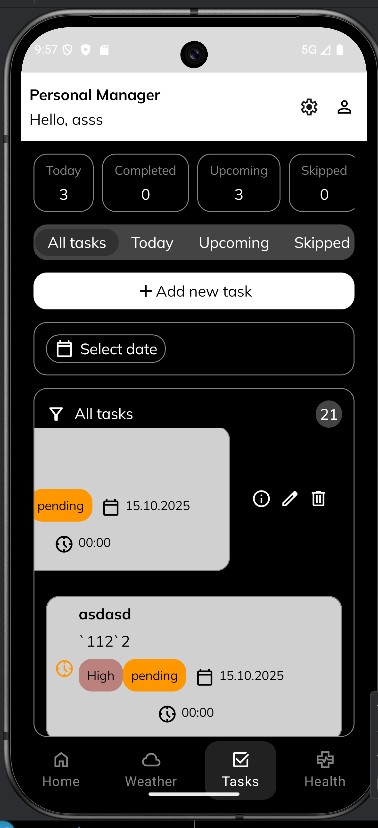 9:57 5G
Personal Manager
Hello, asss
Today Completed Upcoming Skipped
3 0 3 0
All tasks Today Upcoming Skipped
+ Add new task
Select date
All tasks 21
pending 15.10.2025
00:00
asdasd
`112`2
High pending 15.10.2025
00:00
Home Weather Tasks Health